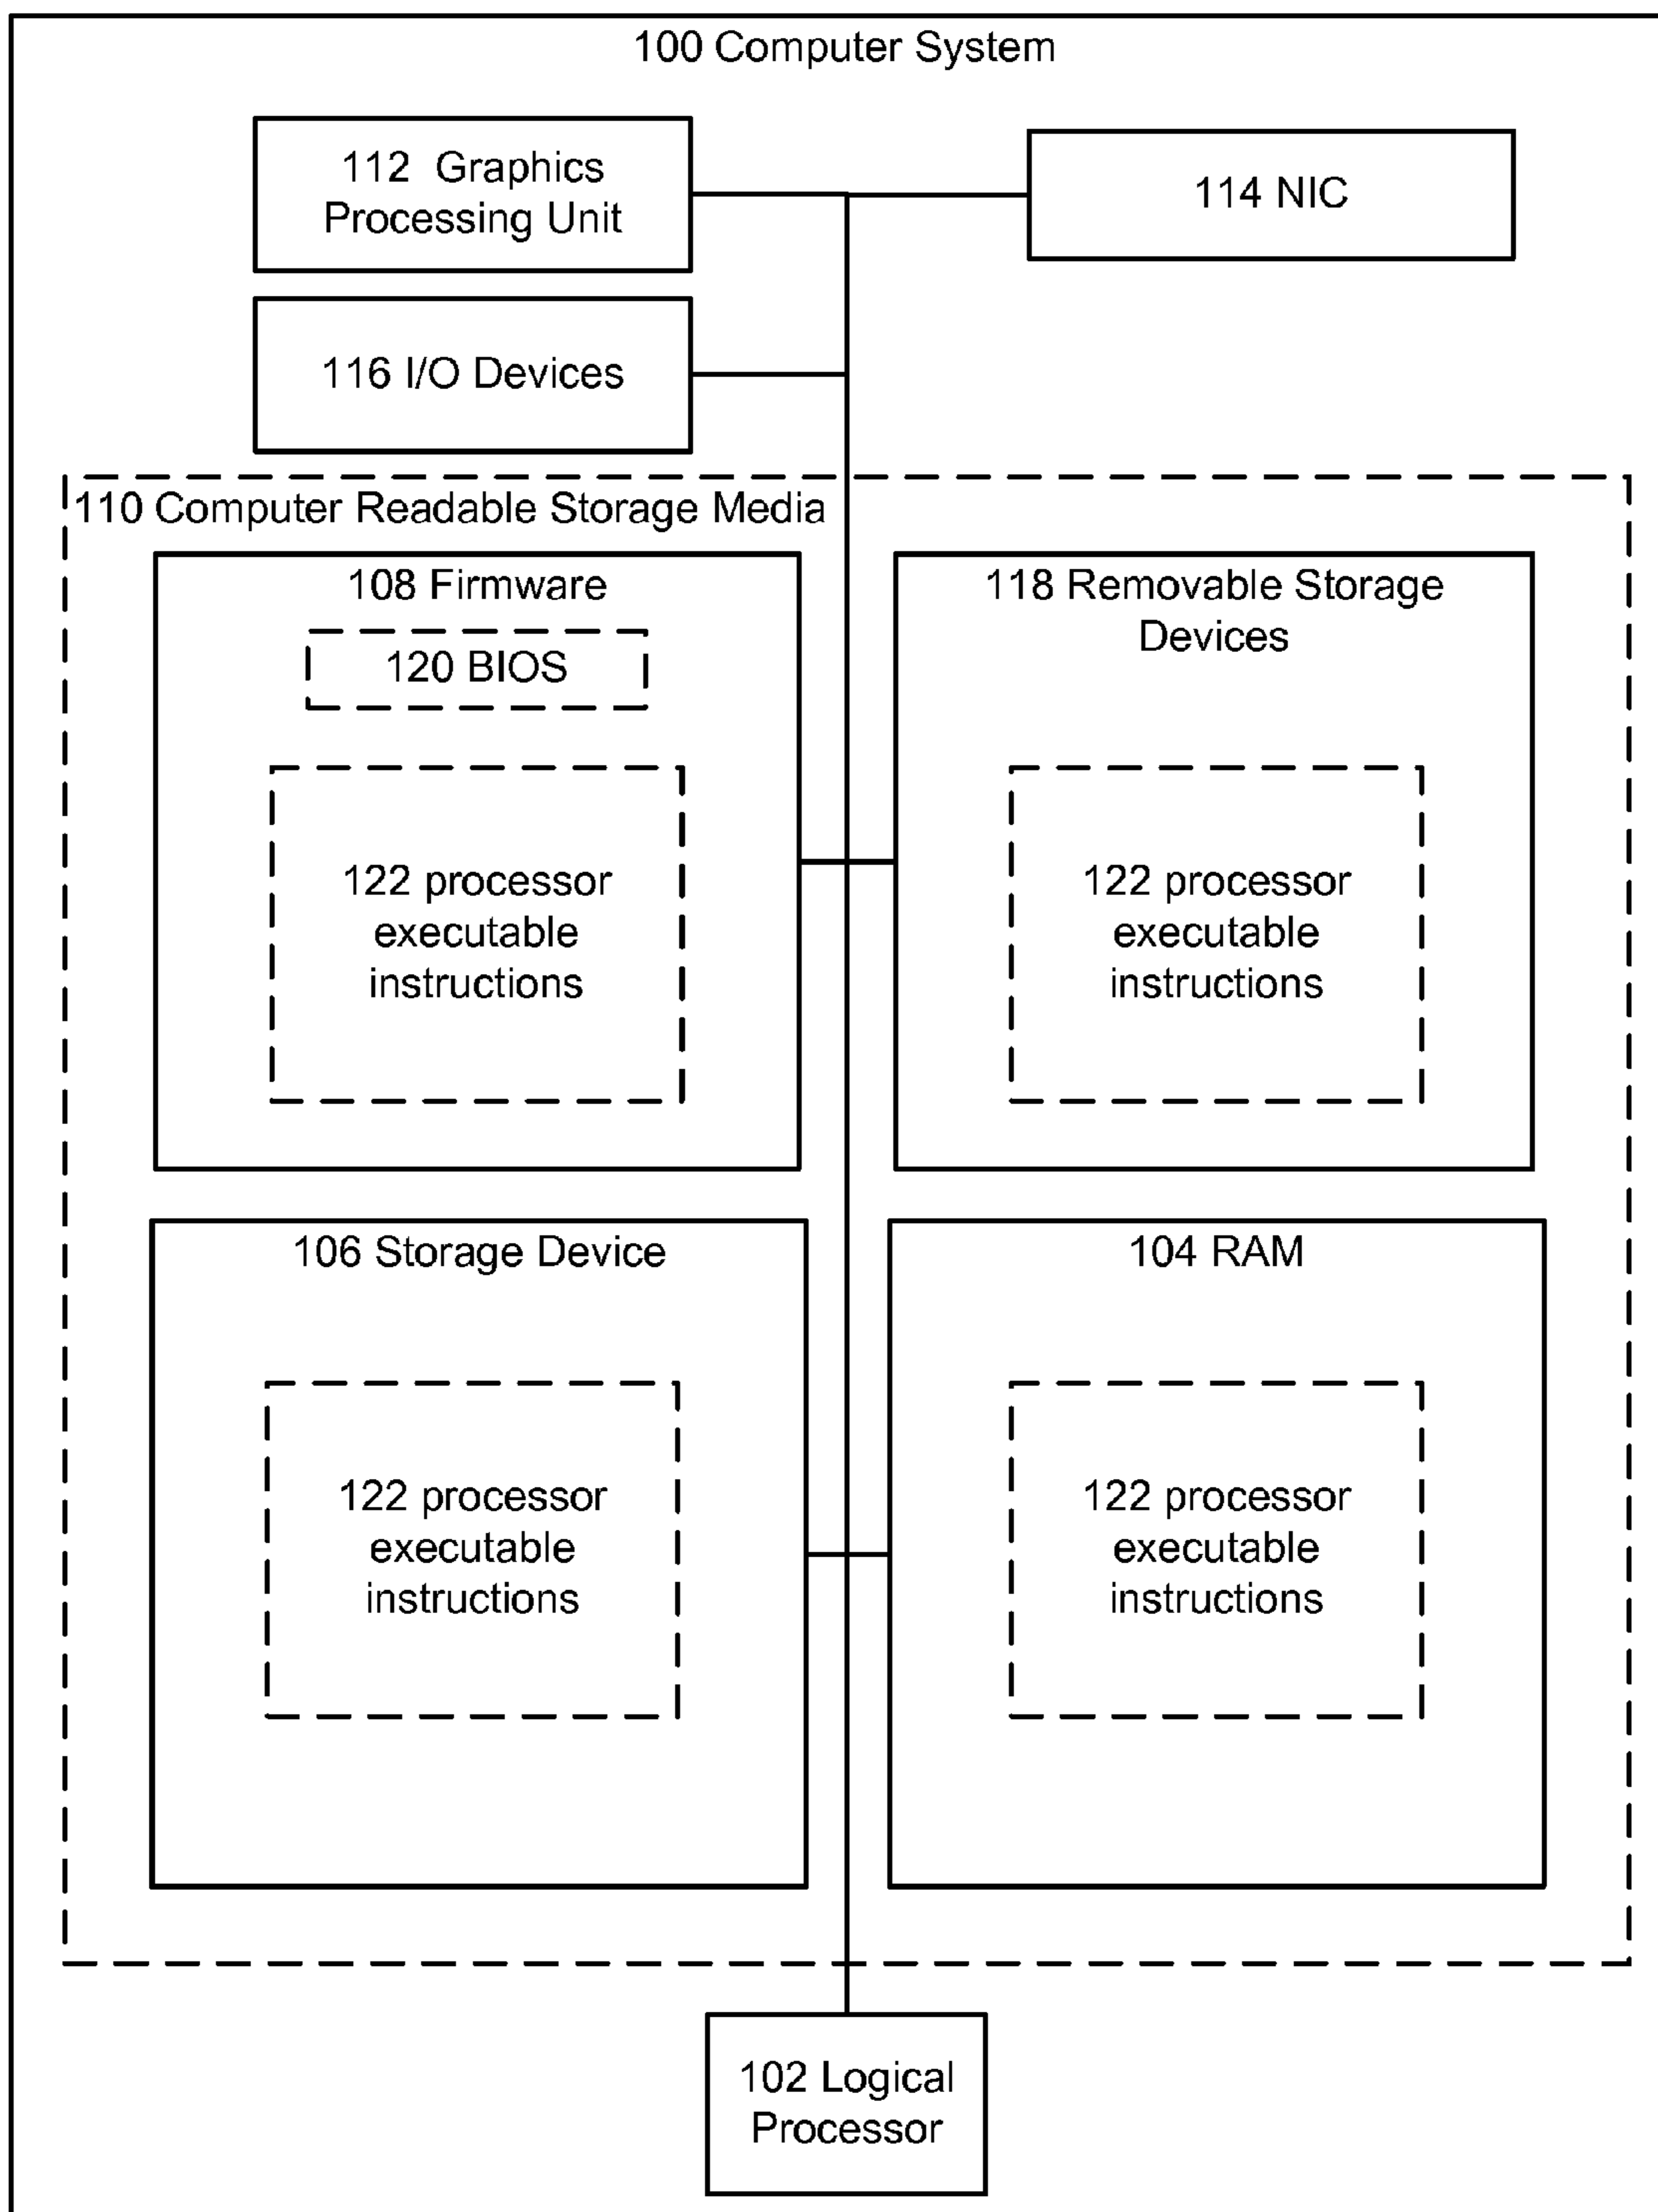 100 Computer System
112 Graphics
Processing Unit
114 NIC
116 I/O Devices
110 Computer Readable Storage Media
108 Firmware
120 BIOS
122 processor
executable
instructions
118 Removable Storage
Devices
122 processor
executable
instructions
106 Storage Device
122 processor
executable
instructions
104 RAM
122 processor
executable
instructions
102 Logical
Processor